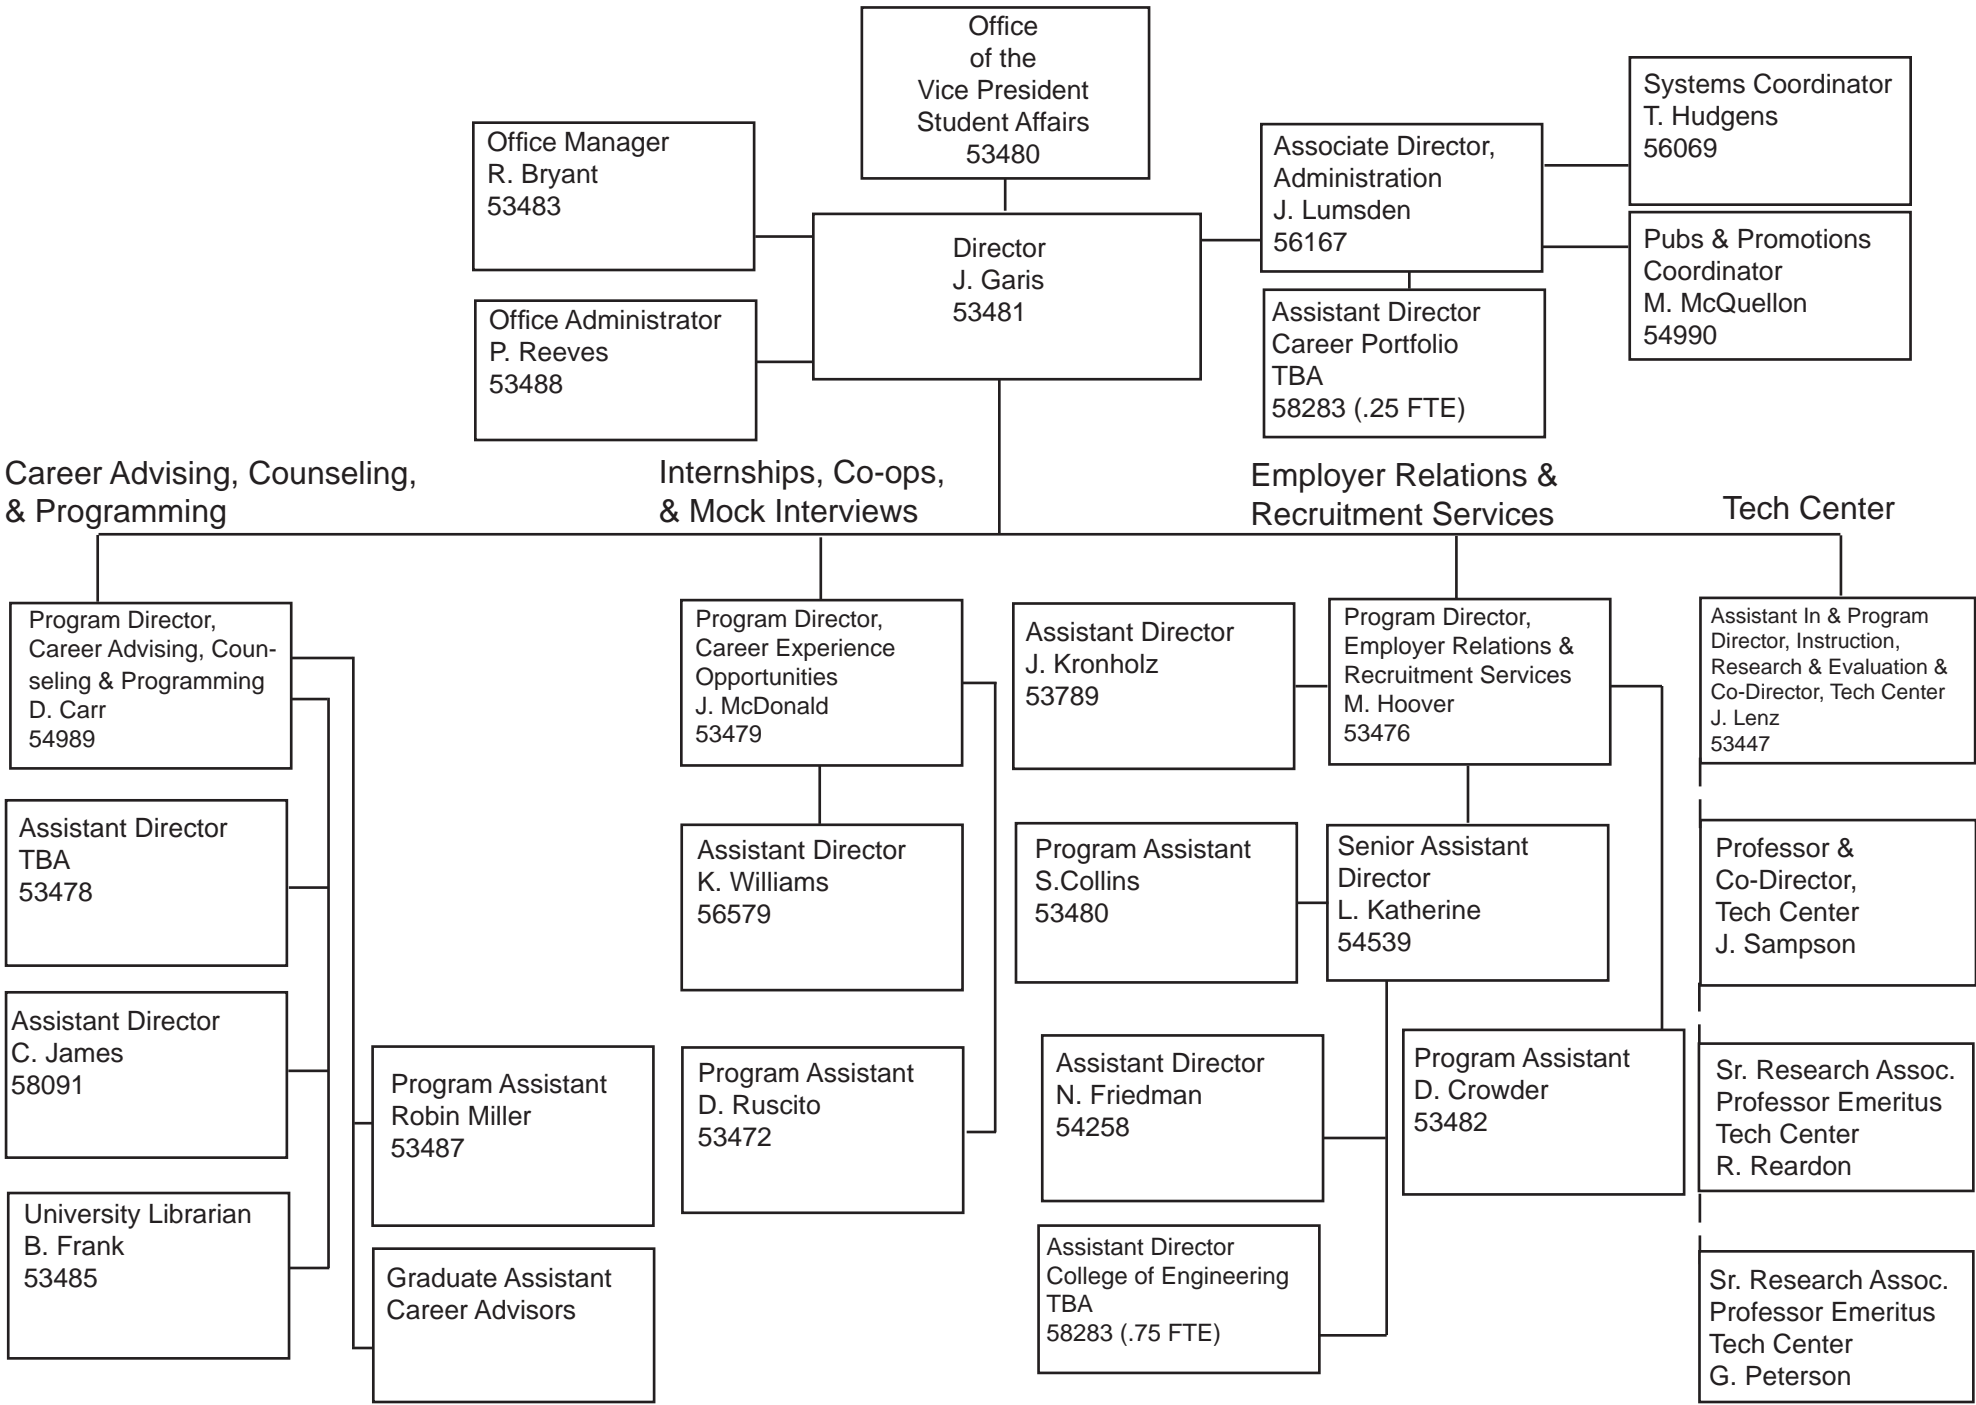 Office
of the
Vice President
Student Affairs
53480
Office Manager
R. Bryant
53483
Associate Director,
Administration
J. Lumsden
56167
Systems Coordinator
T. Hudgens
56069
Director
J. Garis
53481
Pubs & Promotions
Coordinator
M. McQuellon
54990
Office Administrator
P. Reeves
53488
Assistant Director
Career Portfolio
TBA
58283 (.25 FTE)
Career Advising, Counseling,
& Programming
Internships, Co-ops,
& Mock Interviews
Employer Relations &
Recruitment Services
Tech Center
Program Director,
Career Advising, Coun-
seling & Programming
D. Carr
54989
Assistant Director
TBA
53478
Assistant Director
C. James
58091
University Librarian
B. Frank
53485
Program Assistant
Robin Miller
53487
Graduate Assistant
Career Advisors
Program Director,
Career Experience
Opportunities
J. McDonald
53479
Assistant Director
K. Williams
56579
Program Assistant
D. Ruscito
53472
Assistant Director
J. Kronholz
53789
Program Director,
Employer Relations &
Recruitment Services
M. Hoover
53476
Program Assistant
S.Collins
53480
Senior Assistant
Director
L. Katherine
54539
Assistant Director
N. Friedman
54258
Program Assistant
D. Crowder
53482
Assistant Director
College of Engineering
TBA
58283 (.75 FTE)
Assistant In & Program
Director, Instruction,
Research & Evaluation &
Co-Director, Tech Center
J. Lenz
53447
Professor &
Co-Director,
Tech Center
J. Sampson
Sr. Research Assoc.
Professor Emeritus
Tech Center
R. Reardon
Sr. Research Assoc.
Professor Emeritus
Tech Center
G. Peterson